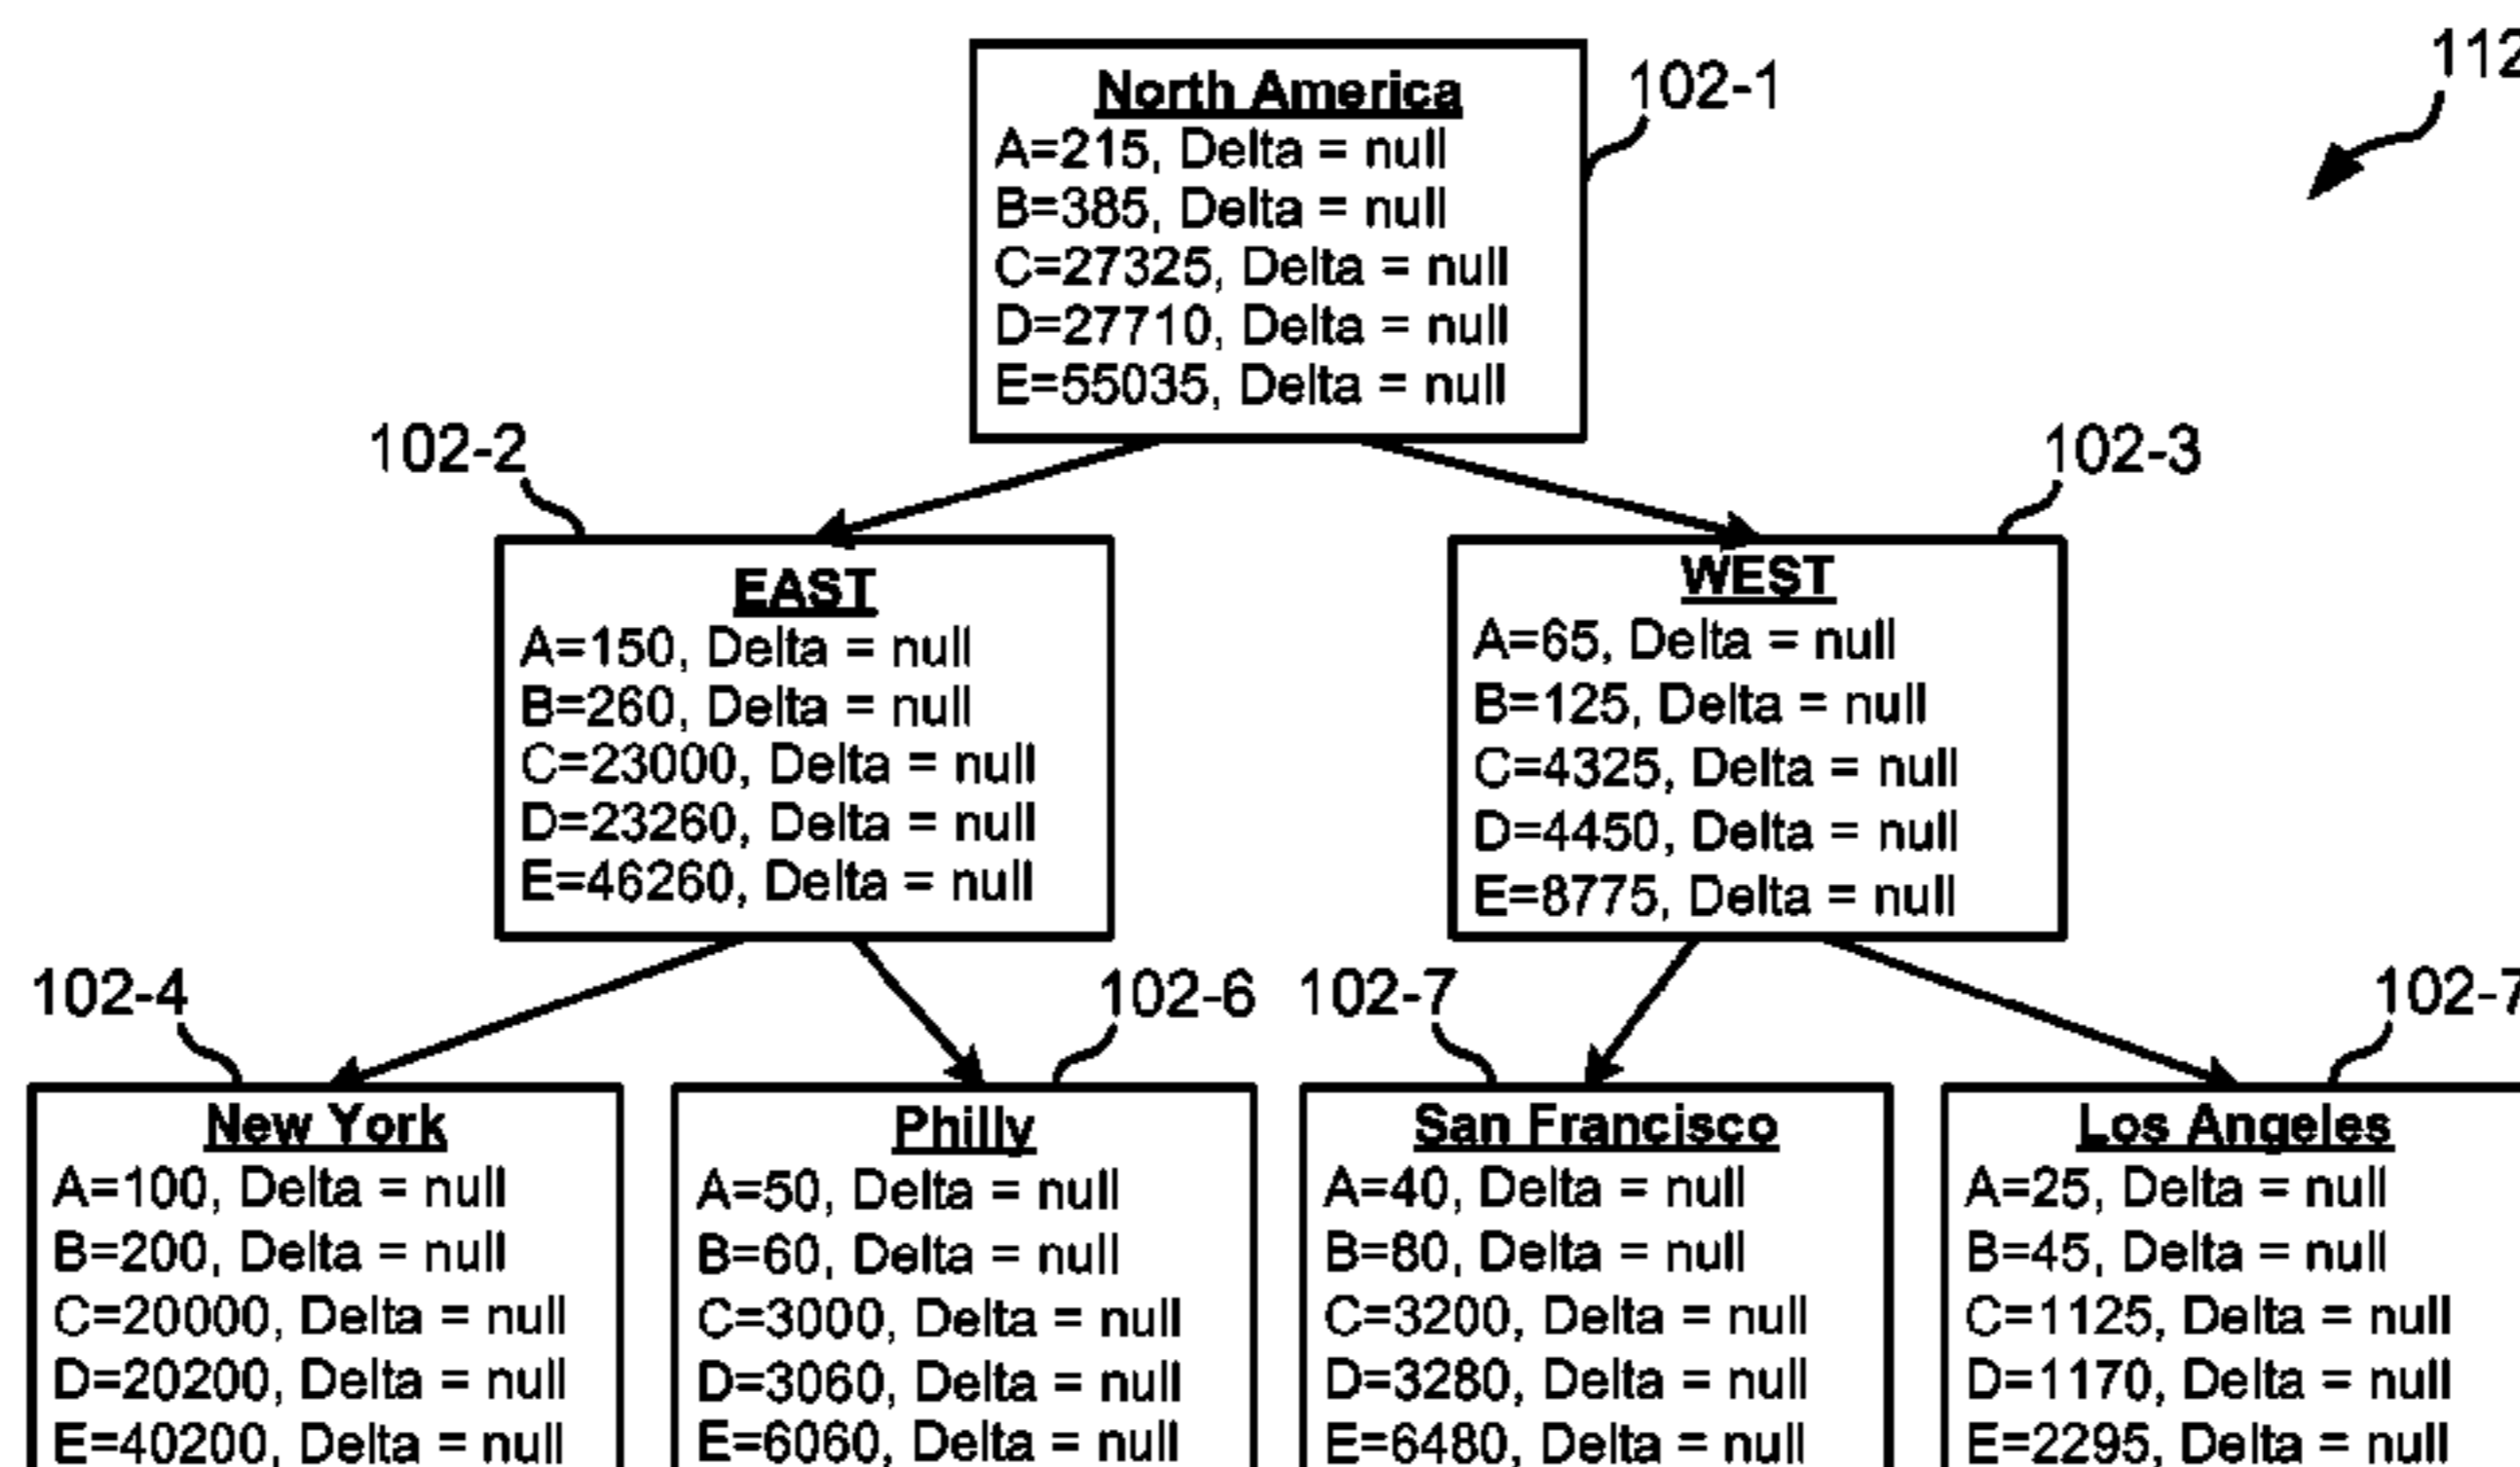 112
North America
102-1
A=215, Delta = null
B=385, Delta = null
C=27325, Delta = null
D=27710, Delta = null
E=55035, Delta = null
102-2
102-3
EAST
A=150, Delta = null
B=260, Delta = null
C=23000, Delta = null
D=23260, Delta = null
E=46260, Delta = null
WEST
A=65, Delta = null
B=125, Delta = null
C=4325, Delta = null
D=4450, Delta = null
E=8775, Delta = null
102-4
102-6
102-7
102-7
New York
A=100, Delta = null
B=200, Delta = null
C=20000, Delta = null
D=20200, Delta = null
E=40200, Delta = null
Philly
A=50, Delta = null
B=60, Delta = null
C=3000, Delta = null
D=3060, Delta = null
E=6060, Delta = null
San Francisco
A=40, Delta = null
B=80, Delta = null
C=3200, Delta = null
D=3280, Delta = null
E=6480, Delta = null
Los Angeles
A=25, Delta = null
B=45, Delta = null
C=1125, Delta = null
D=1170, Delta = null
E=2295, Delta = null